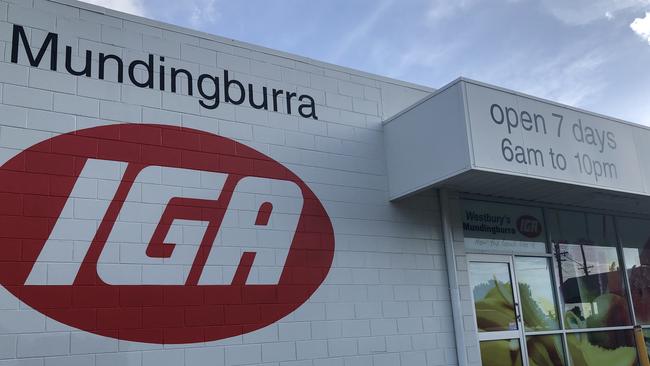 Mundingburra
IGA
open 7 days
6am to 10pm
Westbury's
Mundingburra IGA